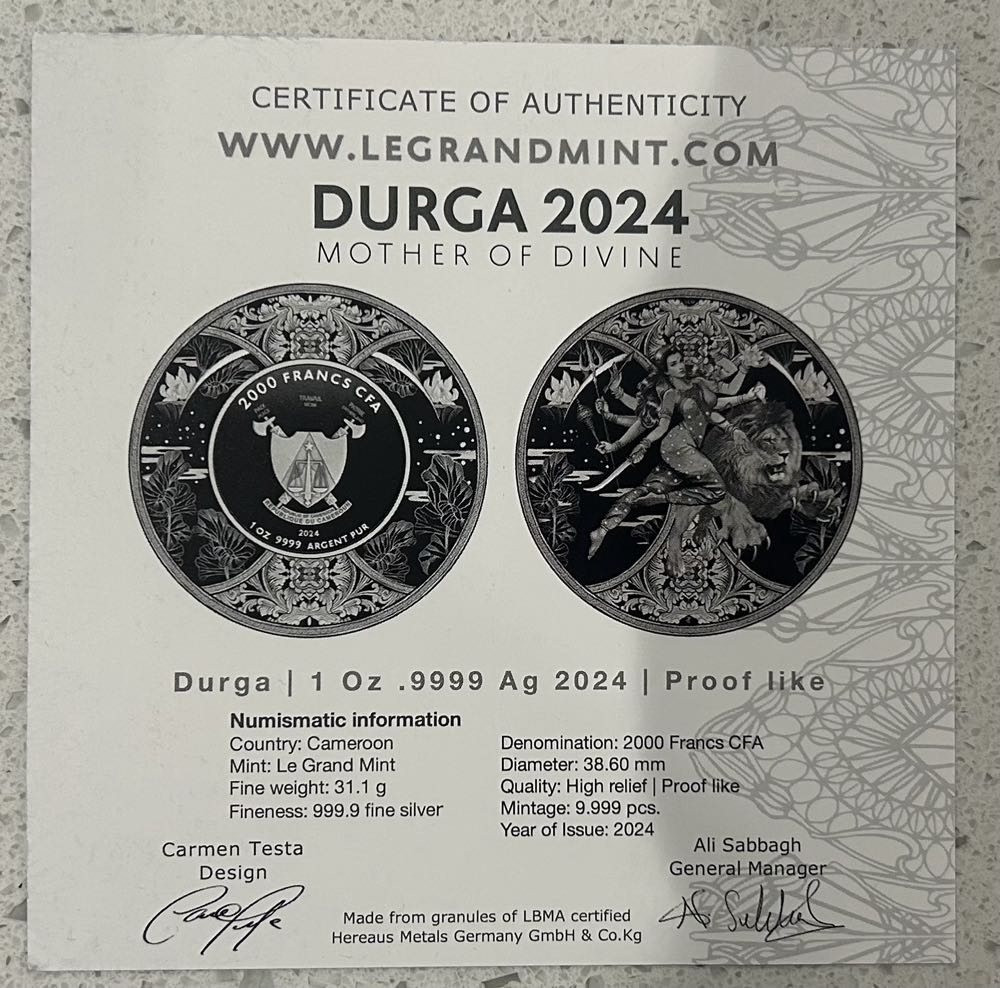 CERTIFICATE OF AUTHENTICITY
WWW.LEGRANDMINT.COM
DURGA 2024
MOTHER OF DIVINE
2000 FRANCS CFA
TRAVAIL
REPUBLIQUE DU CAMEROUN
2024
1 OZ 9999 ARGENT PUR
Durga | 1 Oz .9999 Ag 2024 | Proof like
Numismatic information
Country: Cameroon
Mint: Le Grand Mint
Fine weight: 31.1 g
Fineness: 999.9 fine silver
Denomination: 2000 Francs CFA
Diameter: 38.60 mm
Quality: High relief | Proof like
Mintage: 9.999 pcs.
Year of Issue: 2024
Carmen Testa
Design
Ali Sabbagh
General Manager
Made from granules of LBMA certified
Hereaus Metals Germany GmbH & Co.Kg